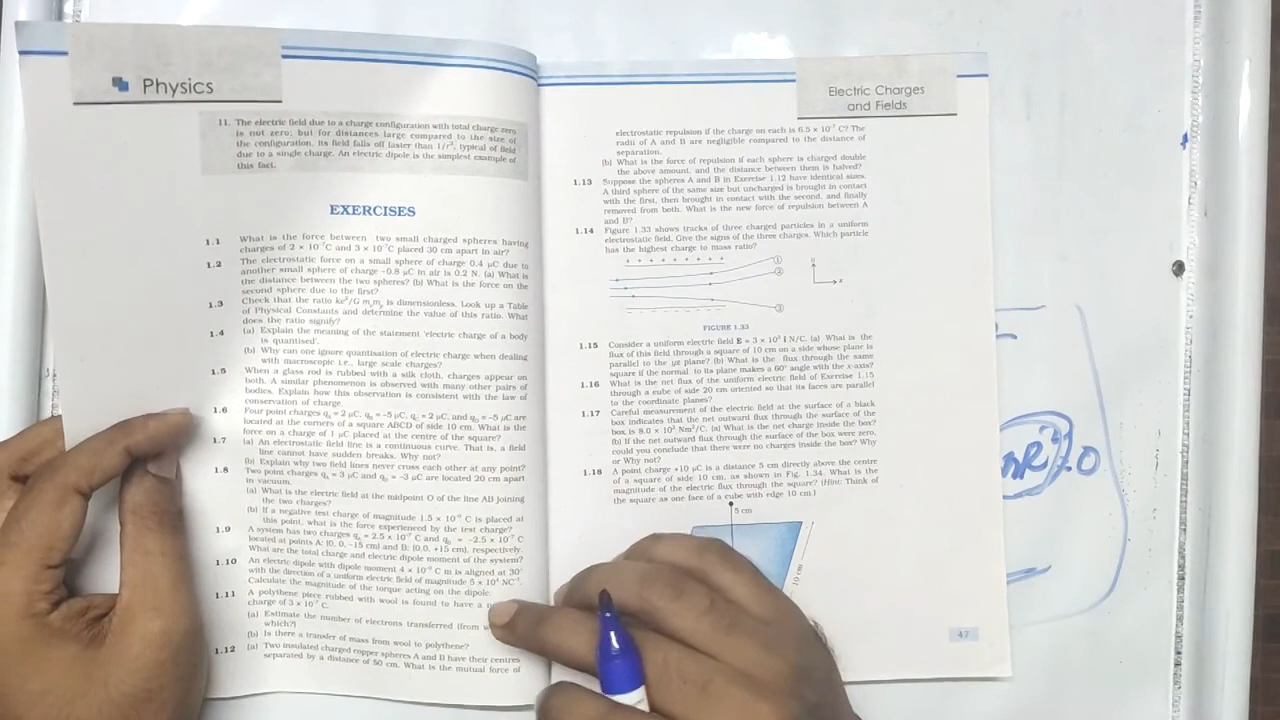 Physics
11. The electric field due to a charge configuration with total charge zero
is not zero; but for distances large compared to the size of
the configuration, its field falls off faster than 1/r², typical of field
due to a single charge. An electric dipole is the simplest example of
this fact.
EXERCISES
1.1 What is the force between two small charged spheres having
charges of 2 × 10⁻⁷C and 3 × 10⁻⁷C placed 30 cm apart in air?
1.2 The electrostatic force on a small sphere of charge 0.4 μC due to
another small sphere of charge –0.8 μC in air is 0.2 N. (a) What is
the distance between the two spheres? (b) What is the force on the
second sphere due to the first?
1.3 Check that the ratio ke²/G mₑmₚ is dimensionless. Look up a Table
of Physical Constants and determine the value of this ratio. What
does the ratio signify?
1.4 (a) Explain the meaning of the statement 'electric charge of a body
is quantised'.
(b) Why can one ignore quantisation of electric charge when dealing
with macroscopic i.e., large scale charges?
1.5 When a glass rod is rubbed with a silk cloth, charges appear on
both. A similar phenomenon is observed with many other pairs of
bodies. Explain how this observation is consistent with the law of
conservation of charge.
1.6 Four point charges qA = 2 μC, qB = –5 μC, qC = 2 μC, and qD = –5 μC are
located at the corners of a square ABCD of side 10 cm. What is the
force on a charge of 1 μC placed at the centre of the square?
1.7 (a) An electrostatic field line is a continuous curve. That is, a field
line cannot have sudden breaks. Why not?
(b) Explain why two field lines never cross each other at any point?
1.8 Two point charges qA = 3 μC and qB = –3 μC are located 20 cm apart
in vacuum.
(a) What is the electric field at the midpoint O of the line AB joining
the two charges?
(b) If a negative test charge of magnitude 1.5 × 10⁻⁹ C is placed at
this point, what is the force experienced by the test charge?
1.9 A system has two charges qA = 2.5 × 10⁻⁷ C and qB = –2.5 × 10⁻⁷ C
located at points A: (0, 0, –15 cm) and B: (0,0, +15 cm), respectively.
What are the total charge and electric dipole moment of the system?
1.10 An electric dipole with dipole moment 4 × 10⁻⁹ C m is aligned at 30°
with the direction of a uniform electric field of magnitude 5 × 10⁴ NC⁻¹.
Calculate the magnitude of the torque acting on the dipole.
1.11 A polythene piece rubbed with wool is found to have a n
charge of 3 × 10⁻⁷ C.
(a) Estimate the number of electrons transferred (from w
which?)
(b) Is there a transfer of mass from wool to polythene?
1.12 (a) Two insulated charged copper spheres A and B have their centres
separated by a distance of 50 cm. What is the mutual force of
Electric Charges
and Fields
electrostatic repulsion if the charge on each is 6.5 × 10⁻⁷ C? The
radii of A and B are negligible compared to the distance of
separation.
(b) What is the force of repulsion if each sphere is charged double
the above amount, and the distance between them is halved?
1.13 Suppose the spheres A and B in Exercise 1.12 have identical sizes.
A third sphere of the same size but uncharged is brought in contact
with the first, then brought in contact with the second, and finally
removed from both. What is the new force of repulsion between A
and B?
1.14 Figure 1.33 shows tracks of three charged particles in a uniform
electrostatic field. Give the signs of the three charges. Which particle
has the highest charge to mass ratio?
+ + + + + + + + +
1
2
3
y
x
FIGURE 1.33
1.15 Consider a uniform electric field E = 3 × 10³ î N/C. (a) What is the
flux of this field through a square of 10 cm on a side whose plane is
parallel to the yz plane? (b) What is the flux through the same
square if the normal to its plane makes a 60° angle with the x-axis?
1.16 What is the net flux of the uniform electric field of Exercise 1.15
through a cube of side 20 cm oriented so that its faces are parallel
to the coordinate planes?
1.17 Careful measurement of the electric field at the surface of a black
box indicates that the net outward flux through the surface of the
box is 8.0 × 10³ Nm²/C. (a) What is the net charge inside the box?
(b) If the net outward flux through the surface of the box were zero,
could you conclude that there were no charges inside the box? Why
or Why not?
1.18 A point charge +10 μC is a distance 5 cm directly above the centre
of a square of side 10 cm, as shown in Fig. 1.34. What is the
magnitude of the electric flux through the square? (Hint: Think of
the square as one face of a cube with edge 10 cm.)
5 cm
10 cm
47